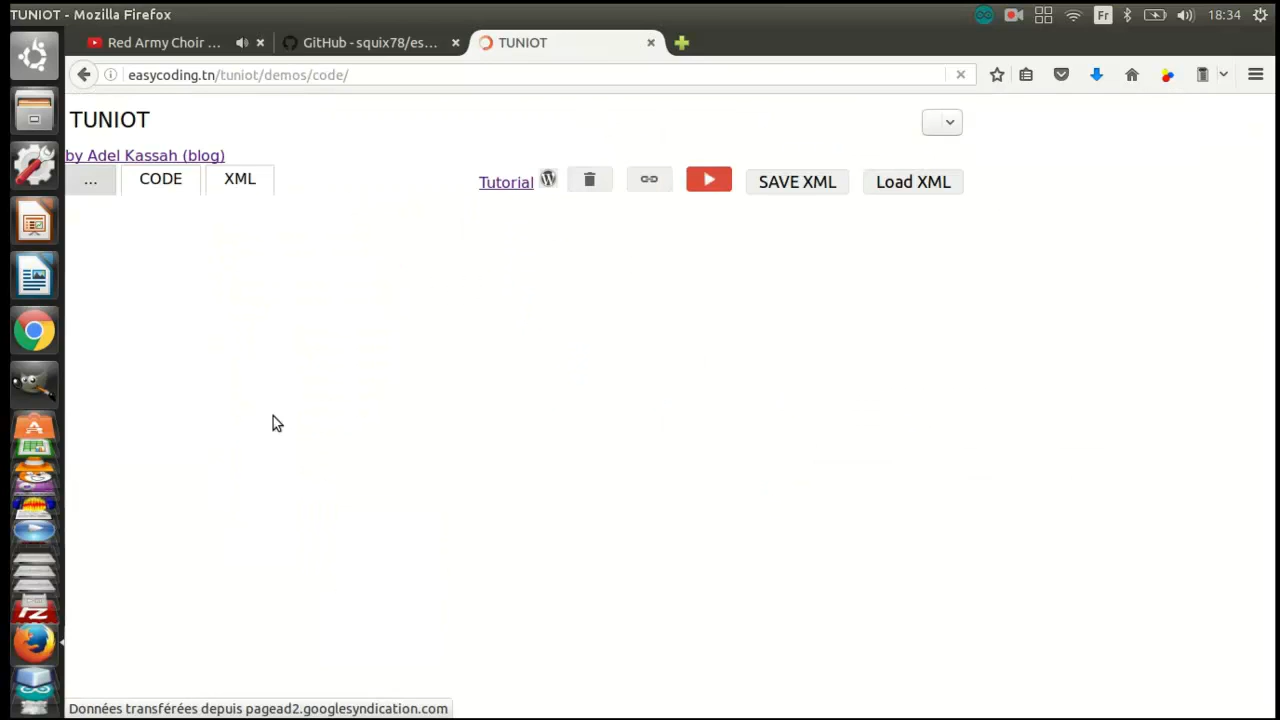 TUNIOT - Mozilla Firefox
Fr
18:34
Red Army Choir ...
GitHub - squix78/es...
TUNIOT
easycoding.tn/tuniot/demos/code/
TUNIOT
by Adel Kassah (blog)
...
CODE
XML
Tutorial
SAVE XML
Load XML
Données transférées depuis pagead2.googlesyndication.com